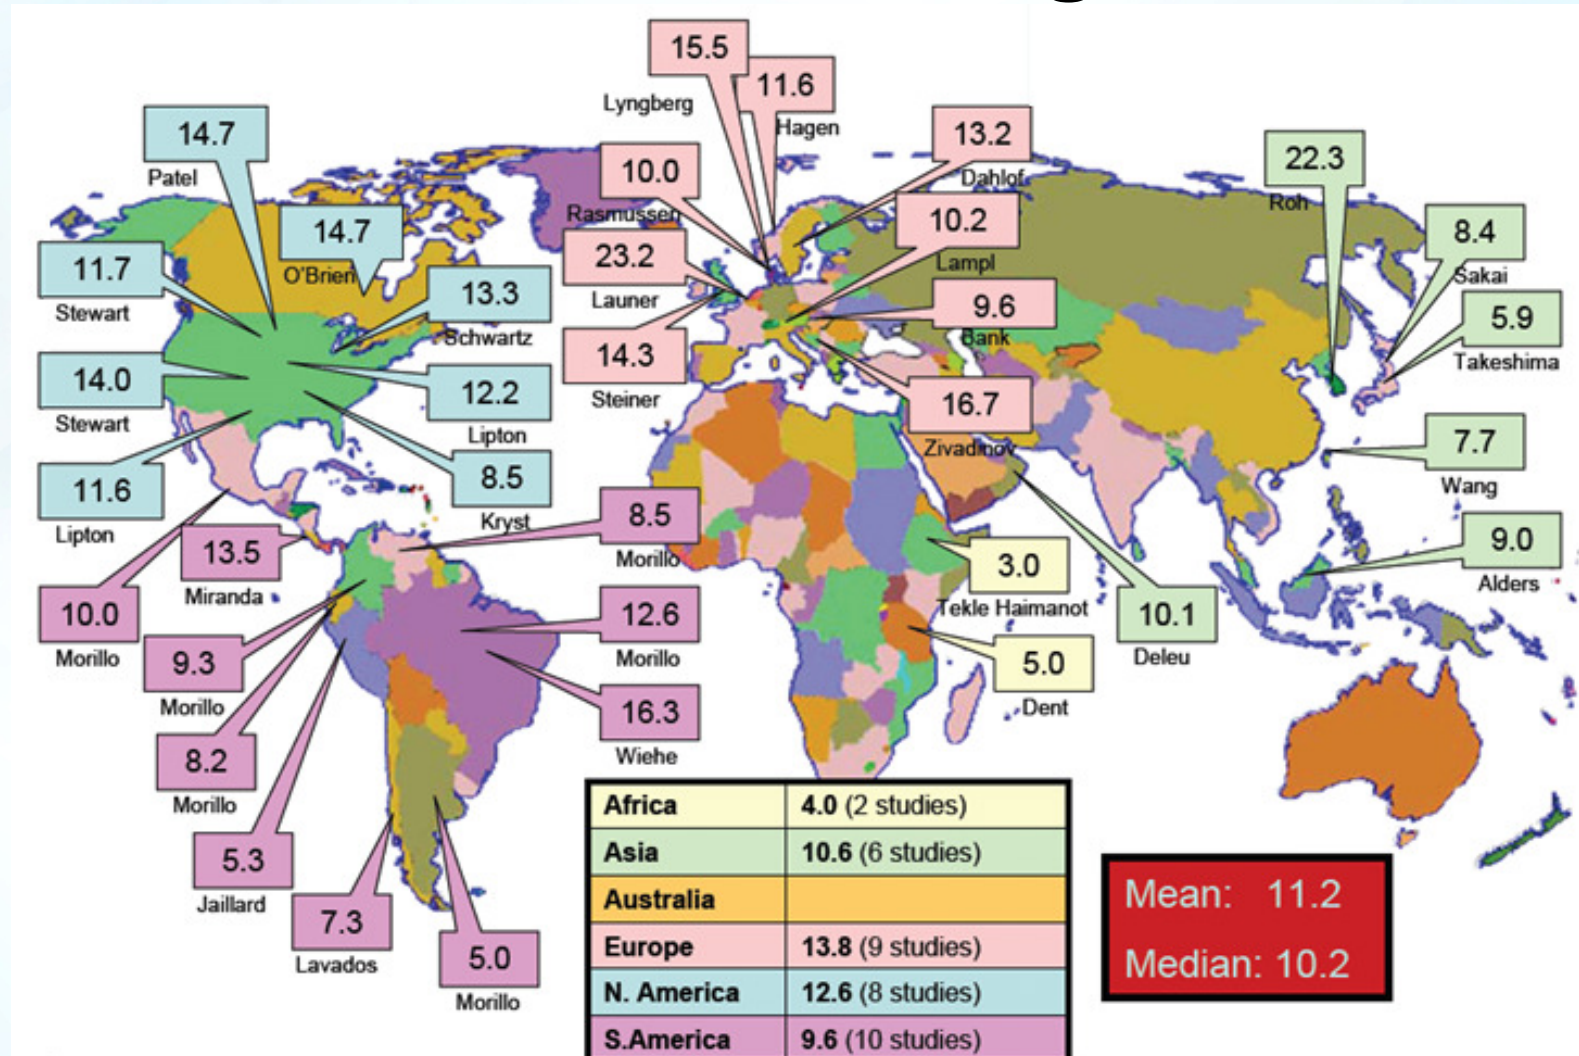 15.5
Lyngberg
11.6
Hagen
14.7
Patel
13.2
Dahlof
22.3
Roh
10.0
Rasmussen
14.7
O'Brien
10.2
Lampl
8.4
Sakai
11.7
Stewart
23.2
Launer
13.3
Schwartz
9.6
Bank
5.9
Takeshima
14.3
Steiner
14.0
Stewart
12.2
Lipton
16.7
Zivadinov
7.7
Wang
11.6
Lipton
8.5
Kryst
8.5
Morillo
13.5
Miranda
3.0
Tekle Haimanot
9.0
Alders
10.0
Morillo
12.6
Morillo
10.1
Deleu
9.3
Morillo
5.0
Dent
16.3
Wiehe
8.2
Morillo
5.3
Jaillard
7.3
Lavados
5.0
Morillo
Africa 4.0 (2 studies)
Asia 10.6 (6 studies)
Australia
Europe 13.8 (9 studies)
N. America 12.6 (8 studies)
S.America 9.6 (10 studies)
Mean: 11.2
Median: 10.2